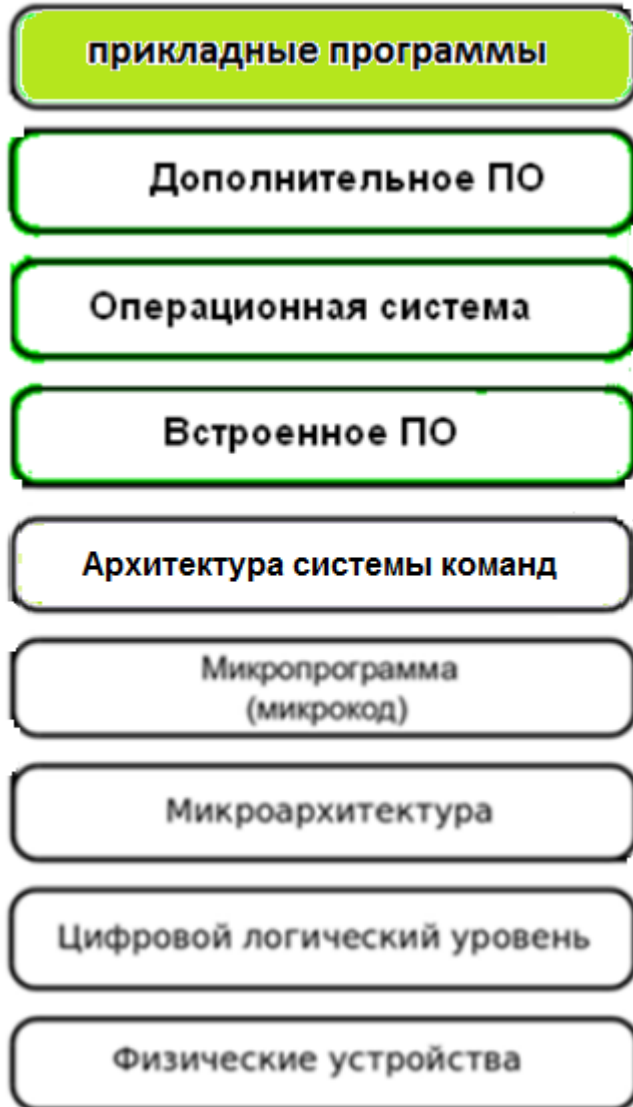 прикладные программы
Дополнительное ПО
Операционная система
Встроенное ПО
Архитектура системы команд
Микропрограмма
(микрокод)
Микроархитектура
Цифровой логический уровень
Физические устройства